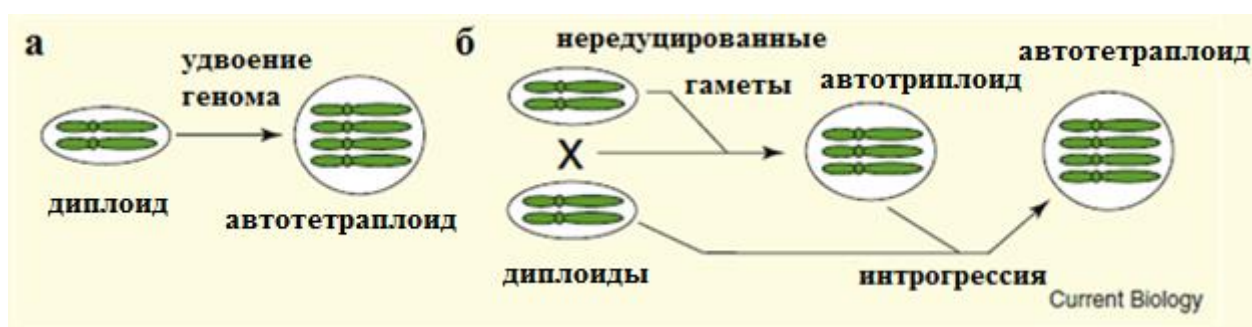 а
удвоение
генома
диплоид
автотетраплоид
б
нередуцированные
гаметы
X
диплоиды
автотриплоид
автотетраплоид
интрогрессия
Current Biology